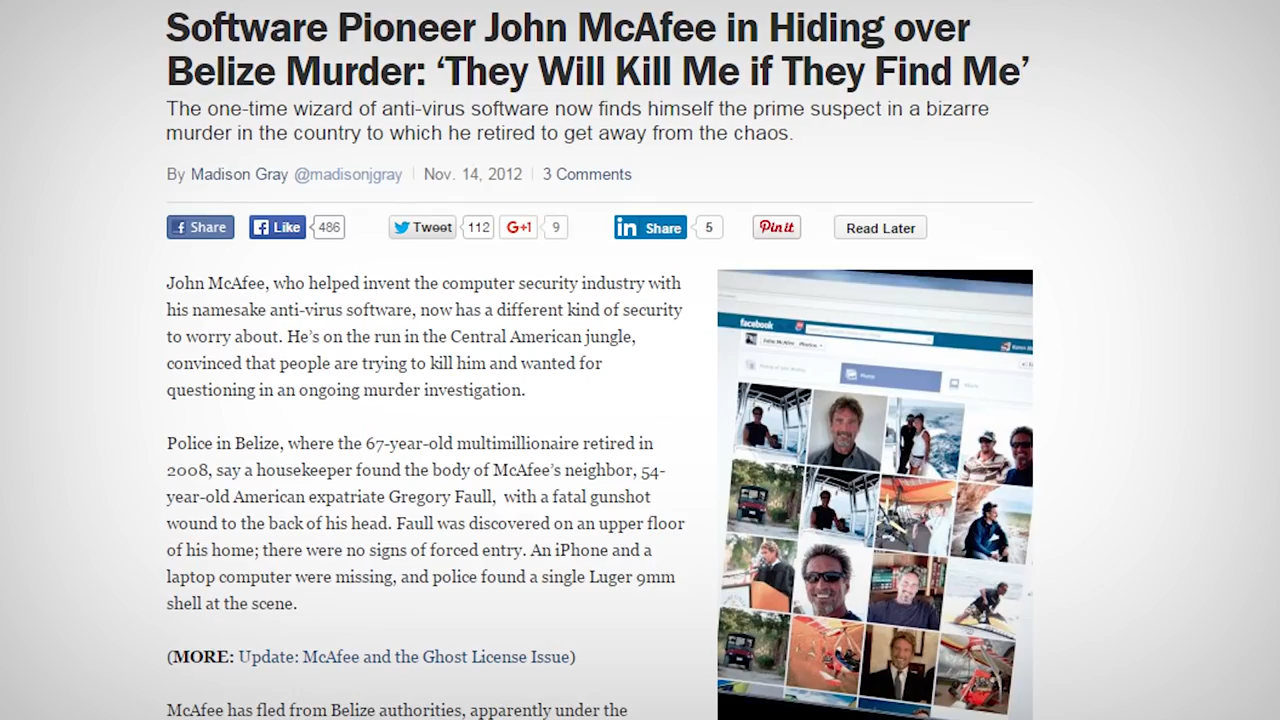 Software Pioneer John McAfee in Hiding over
Belize Murder: ‘They Will Kill Me if They Find Me’
The one-time wizard of anti-virus software now finds himself the prime suspect in a bizarre
murder in the country to which he retired to get away from the chaos.
By Madison Gray @madisonjgray Nov. 14, 2012 3 Comments
Share Like 486 Tweet 112 G+1 9 in Share 5 Pin it Read Later
John McAfee, who helped invent the computer security industry with
his namesake anti-virus software, now has a different kind of security
to worry about. He’s on the run in the Central American jungle,
convinced that people are trying to kill him and wanted for
questioning in an ongoing murder investigation.
Police in Belize, where the 67-year-old multimillionaire retired in
2008, say a housekeeper found the body of McAfee’s neighbor, 54-
year-old American expatriate Gregory Faull, with a fatal gunshot
wound to the back of his head. Faull was discovered on an upper floor
of his home; there were no signs of forced entry. An iPhone and a
laptop computer were missing, and police found a single Luger 9mm
shell at the scene.
(MORE: Update: McAfee and the Ghost License Issue)
McAfee has fled from Belize authorities, apparently under the
facebook
John McAfee Photos
Photos